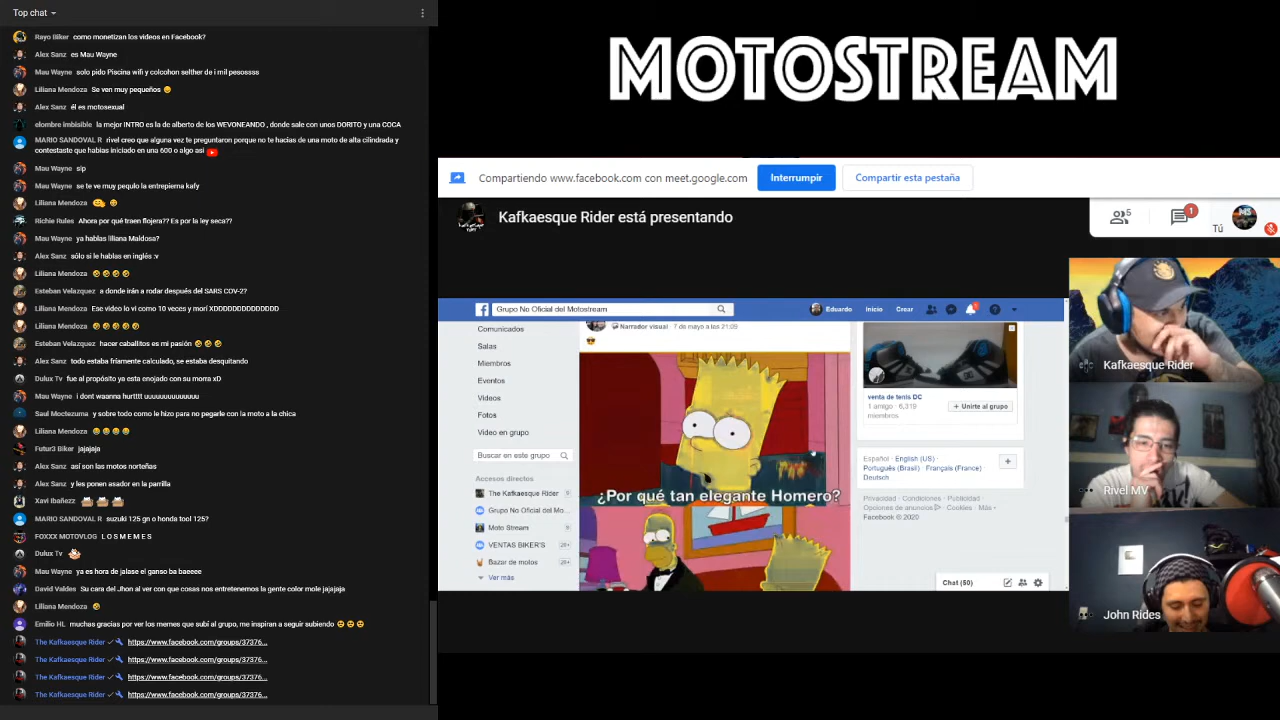 Top chat
Rayo Biker como monetizan los videos en Facebook?
Alex Sanz es Mau Wayne
Mau Wayne solo pido Piscina wifi y colcohon selther de i mil pesossss
Liliana Mendoza Se ven muy pequeños
Alex Sanz él es motosexual
elombre imbisible la mejor INTRO es la de alberto de los WEVONEANDO , donde sale con unos DORITO y una COCA
MARIO SANDOVAL R rivel creo que alguna vez te preguntaron porque no te hacias de una moto de alta cilindrada y
contestaste que habias iniciado en una 600 o algo asi
Mau Wayne sip
Mau Wayne se te ve muy pequlo la entrepierna kafy
Liliana Mendoza
Richie Rules Ahora por qué traen flojera?? Es por la ley seca??
Mau Wayne ya hablas liliana Maldosa?
Alex Sanz sólo si le hablas en inglés :v
Liliana Mendoza
Esteban Velazquez a donde irán a rodar después del SARS COV-2?
Liliana Mendoza Ese video lo vi como 10 veces y morí XDDDDDDDDDDDDDD
Liliana Mendoza
Esteban Velazquez hacer caballitos es mi pasión
Alex Sanz todo estaba fríamente calculado, se estaba desquitando
Dulux Tv fue al propósito ya esta enojado con su morra xD
Mau Wayne i dont waanna hurtttt uuuuuuuuuuuuu
Saul Moctezuma y sobre todo como le hizo para no pegarle con la moto a la chica
Liliana Mendoza
Futur3 Biker jajajaja
Alex Sanz así son las motos norteñas
Alex Sanz y les ponen asador en la parrilla
Xavi Ibañezz
MARIO SANDOVAL R suzuki 125 gn o honda tool 125?
FOXXX MOTOVLOG L O S M E M E S
Dulux Tv
Mau Wayne ya es hora de jalase el ganso ba baeeee
David Valdes Su cara del Jhon al ver con que cosas nos entretenemos la gente color mole jajajaja
Liliana Mendoza
Emilio HL muchas gracias por ver los memes que subí al grupo, me inspiran a seguir subiendo
The Kafkaesque Rider https://www.facebook.com/groups/37376...
The Kafkaesque Rider https://www.facebook.com/groups/37376...
The Kafkaesque Rider https://www.facebook.com/groups/37376...
The Kafkaesque Rider https://www.facebook.com/groups/37376...
MOTOSTREAM
Compartiendo www.facebook.com con meet.google.com
Interrumpir
Compartir esta pestaña
Kafkaesque Rider está presentando
5
1
MS
Tú
Grupo No Oficial del Motostream
Eduardo
Inicio
Crear
Comunicados
Salas
Miembros
Eventos
Videos
Fotos
Video en grupo
Buscar en este grupo
Accesos directos
The Kafkaesque Rider 9
Grupo No Oficial del Mo...
Moto Stream
VENTAS BIKER'S 20+
Bazar de motos 20+
Ver más
Narrador visual 7 de mayo a las 21:09
¿Por qué tan elegante Homero?
venta de tenis DC
1 amigo · 6,319
miembros
+ Unirte al grupo
Español · English (US) ·
Português (Brasil) · Français (France) ·
Deutsch
Privacidad · Condiciones · Publicidad ·
Opciones de anuncios · Cookies · Más
Facebook © 2020
Chat (50)
Kafkaesque Rider
Rivel MV
John Rides